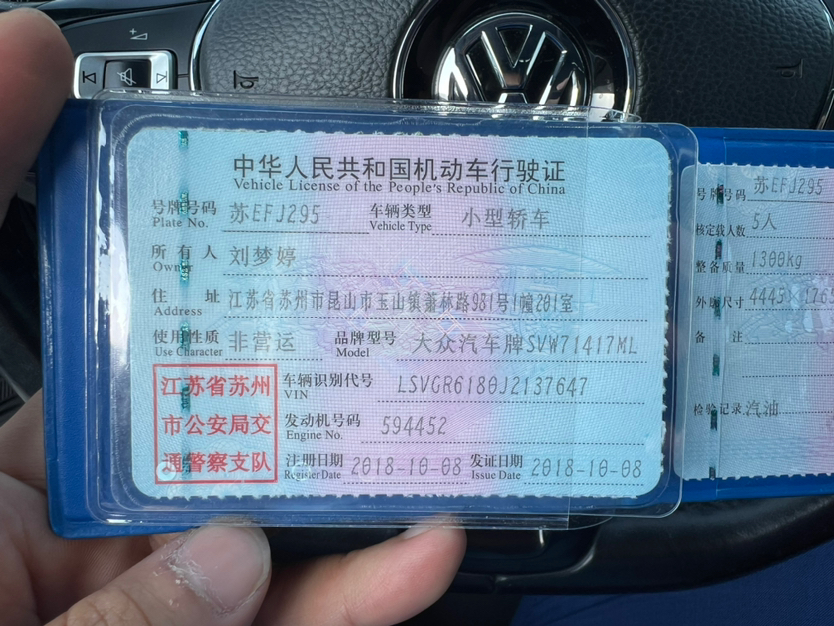 中华人民共和国机动车行驶证
Vehicle License of the People's Republic of China
号牌号码 苏EFJ295 车辆类型 小型轿车
Plate No. Vehicle Type
所有人 刘梦婷
Owner
住址 江苏省苏州市昆山市玉山镇萧林路981号1幢201室
Address
使用性质 非营运 品牌型号 大众汽车牌SVW71417ML
Use Character Model
江苏省苏州
市公安局交
通警察支队
车辆识别代号 LSVGR6180J2137647
VIN
发动机号码 594452
Engine No.
注册日期 2018-10-08 发证日期 2018-10-08
Register Date Issue Date
号牌号码 苏EFJ295
核定载人数 5人
整备质量 1300kg
外廓尺寸 4445
备注
检验记录 汽油